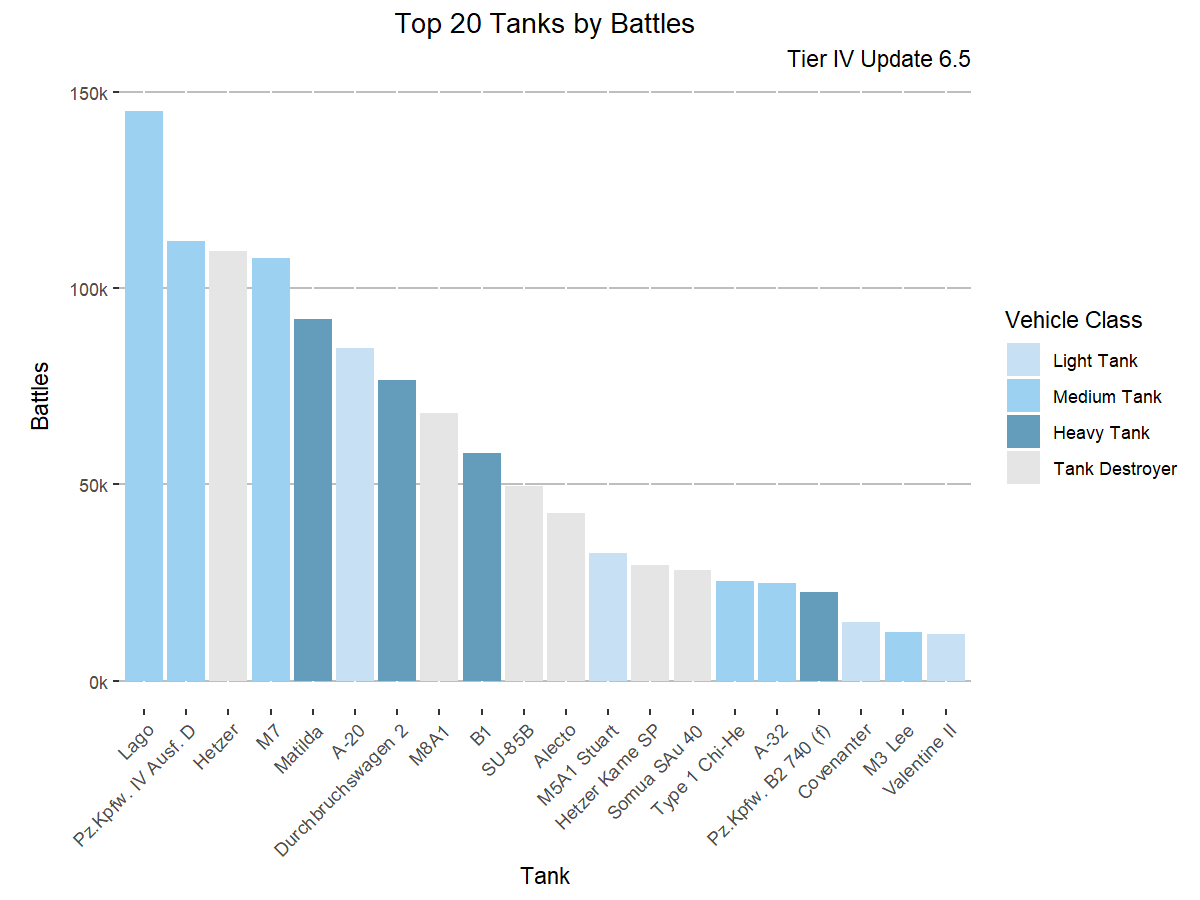 Top 20 Tanks by Battles
Tier IV Update 6.5
150k
100k
50k
0k
Battles
Lago
Pz.Kpfw. IV Ausf. D
Hetzer
M7
Matilda
A-20
Durchbruchswagen 2
M8A1
B1
SU-85B
Alecto
M5A1 Stuart
Hetzer Kame SP
Somua SAu 40
Type 1 Chi-He
A-32
Pz.Kpfw. B2 740 (f)
Covenanter
M3 Lee
Valentine II
Tank
Vehicle Class
Light Tank
Medium Tank
Heavy Tank
Tank Destroyer